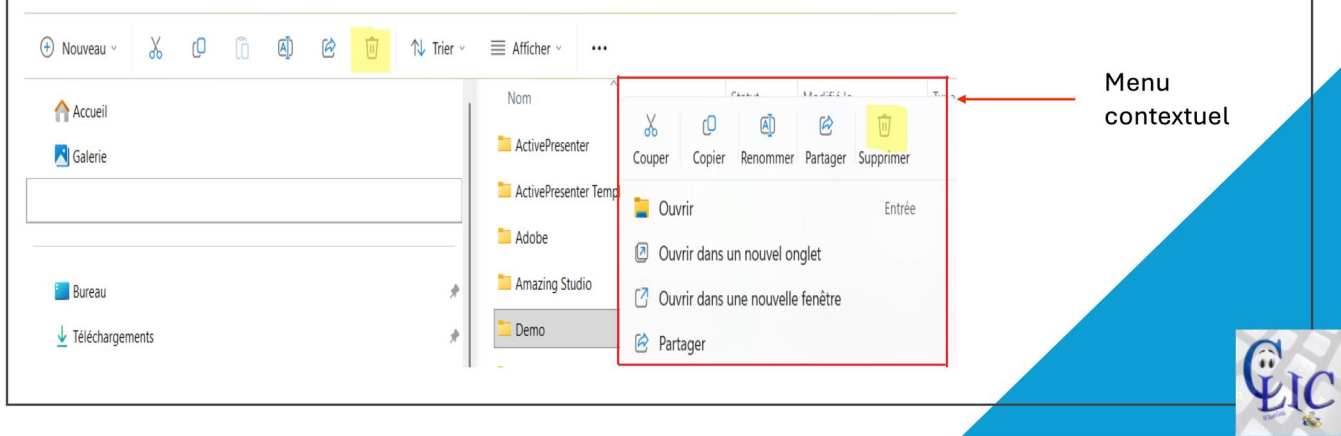 Nouveau
Trier
Afficher
Accueil
Galerie
Bureau
Téléchargements
Nom
ActivePresenter
ActivePresenter Temp
Adobe
Amazing Studio
Demo
Couper Copier Renommer Partager Supprimer
Ouvrir Entrée
Ouvrir dans un nouvel onglet
Ouvrir dans une nouvelle fenêtre
Partager
Menu
contextuel
CLIC